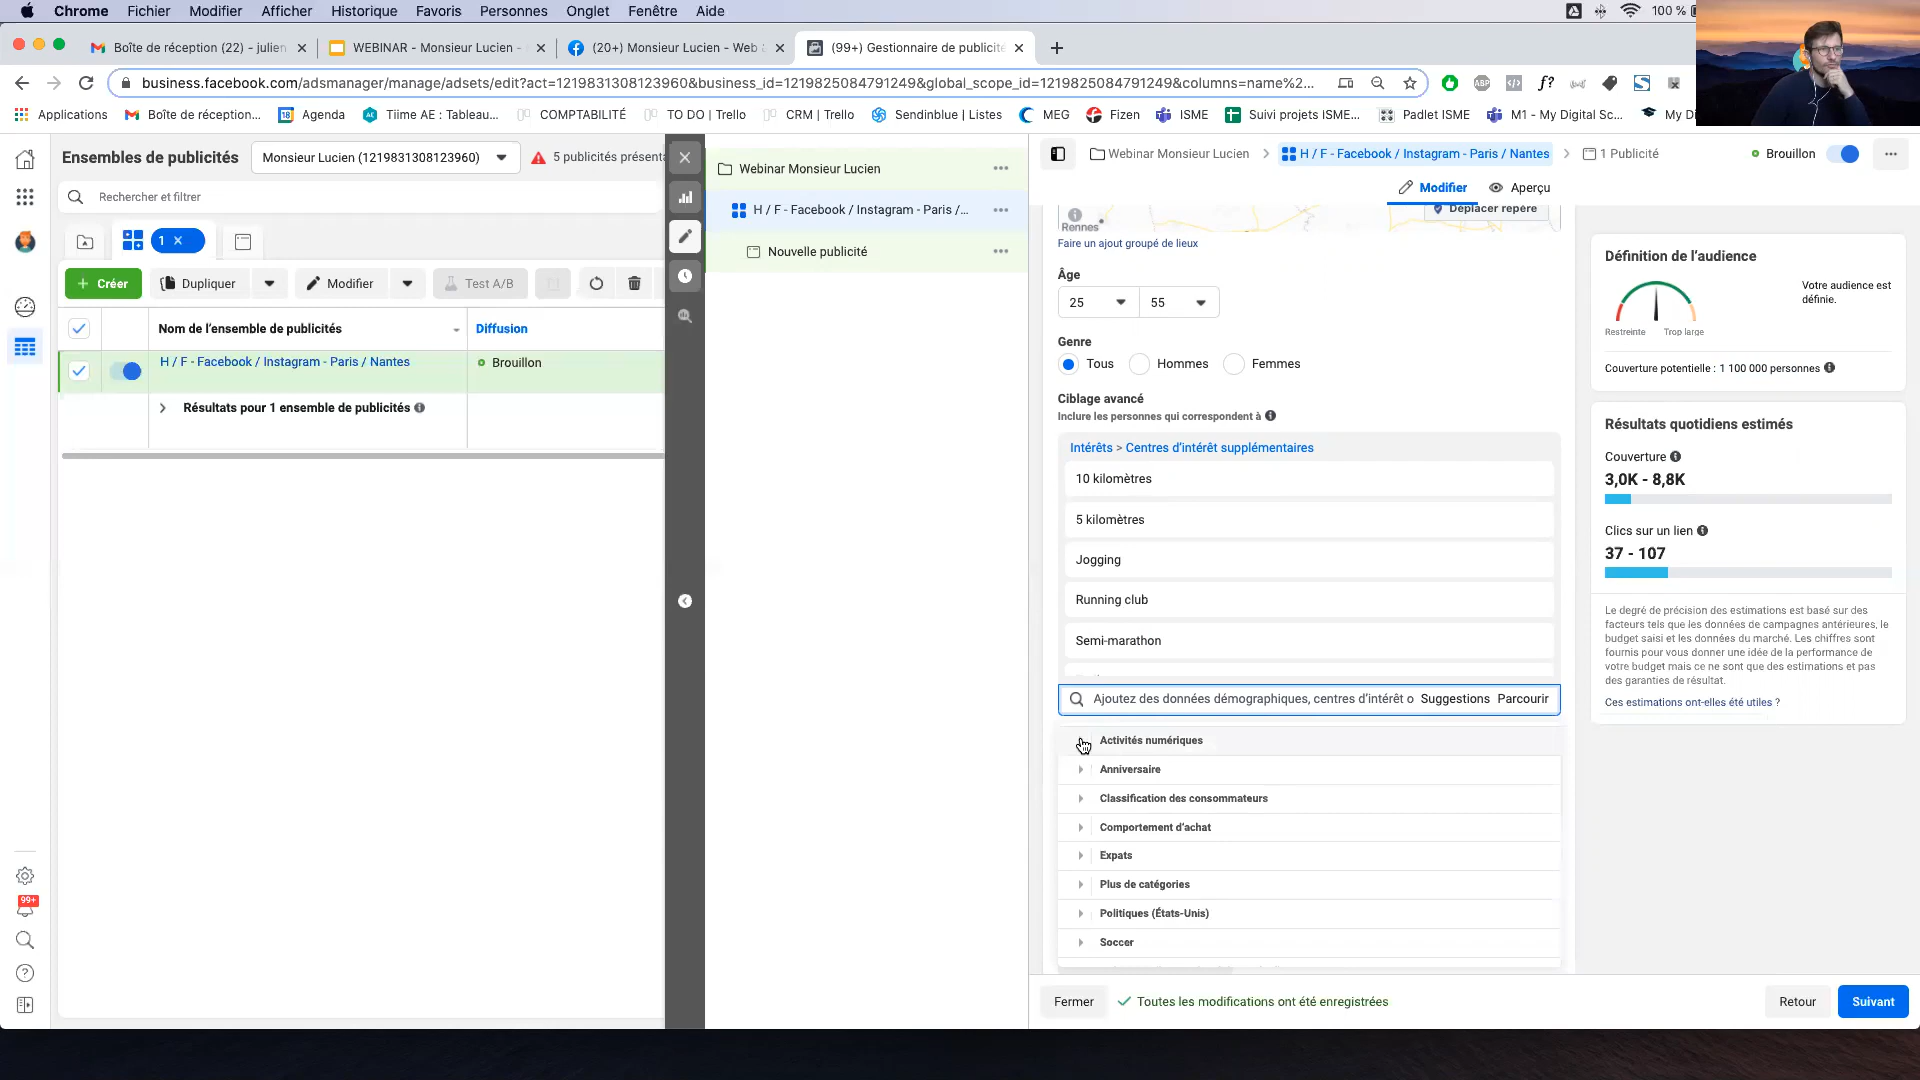 Chrome Fichier Modifier Afficher Historique Favoris Personnes Onglet Fenêtre Aide 100 %
Boîte de réception (22) - julien
WEBINAR - Monsieur Lucien -
(20+) Monsieur Lucien - Web
(99+) Gestionnaire de publicité
business.facebook.com/adsmanager/manage/adsets/edit?act=1219831308123960&business_id=1219825084791249&global_scope_id=1219825084791249&columns=name%2...
ABP
f?
Applications
Boîte de réception...
18 Agenda
Tiime AE : Tableau...
COMPTABILITÉ
TO DO | Trello
CRM | Trello
Sendinblue | Listes
MEG
Fizen
ISME
Suivi projets ISME...
Padlet ISME
M1 - My Digital Sc...
My Di
Ensembles de publicités
Monsieur Lucien (1219831308123960)
5 publicités présenta
Rechercher et filtrer
1
Créer
Dupliquer
Modifier
Test A/B
Nom de l'ensemble de publicités
Diffusion
H / F - Facebook / Instagram - Paris / Nantes
Brouillon
Résultats pour 1 ensemble de publicités
99+
Webinar Monsieur Lucien
H / F - Facebook / Instagram - Paris /...
Nouvelle publicité
Webinar Monsieur Lucien
H / F - Facebook / Instagram - Paris / Nantes
1 Publicité
Brouillon
Modifier
Aperçu
Déplacer repère
Rennes
Faire un ajout groupé de lieux
Âge
25
55
Genre
Tous
Hommes
Femmes
Ciblage avancé
Inclure les personnes qui correspondent à
Intérêts > Centres d'intérêt supplémentaires
10 kilomètres
5 kilomètres
Jogging
Running club
Semi-marathon
Ajoutez des données démographiques, centres d'intérêt o
Suggestions
Parcourir
Activités numériques
Anniversaire
Classification des consommateurs
Comportement d'achat
Expats
Plus de catégories
Politiques (États-Unis)
Soccer
Définition de l'audience
Votre audience est
définie.
Restreinte
Trop large
Couverture potentielle : 1 100 000 personnes
Résultats quotidiens estimés
Couverture
3,0K - 8,8K
Clics sur un lien
37 - 107
Le degré de précision des estimations est basé sur des
facteurs tels que les données de campagnes antérieures, le
budget saisi et les données du marché. Les chiffres sont
fournis pour vous donner une idée de la performance de
votre budget mais ce ne sont que des estimations et pas
des garanties de résultat.
Ces estimations ont-elles été utiles ?
Fermer
Toutes les modifications ont été enregistrées
Retour
Suivant